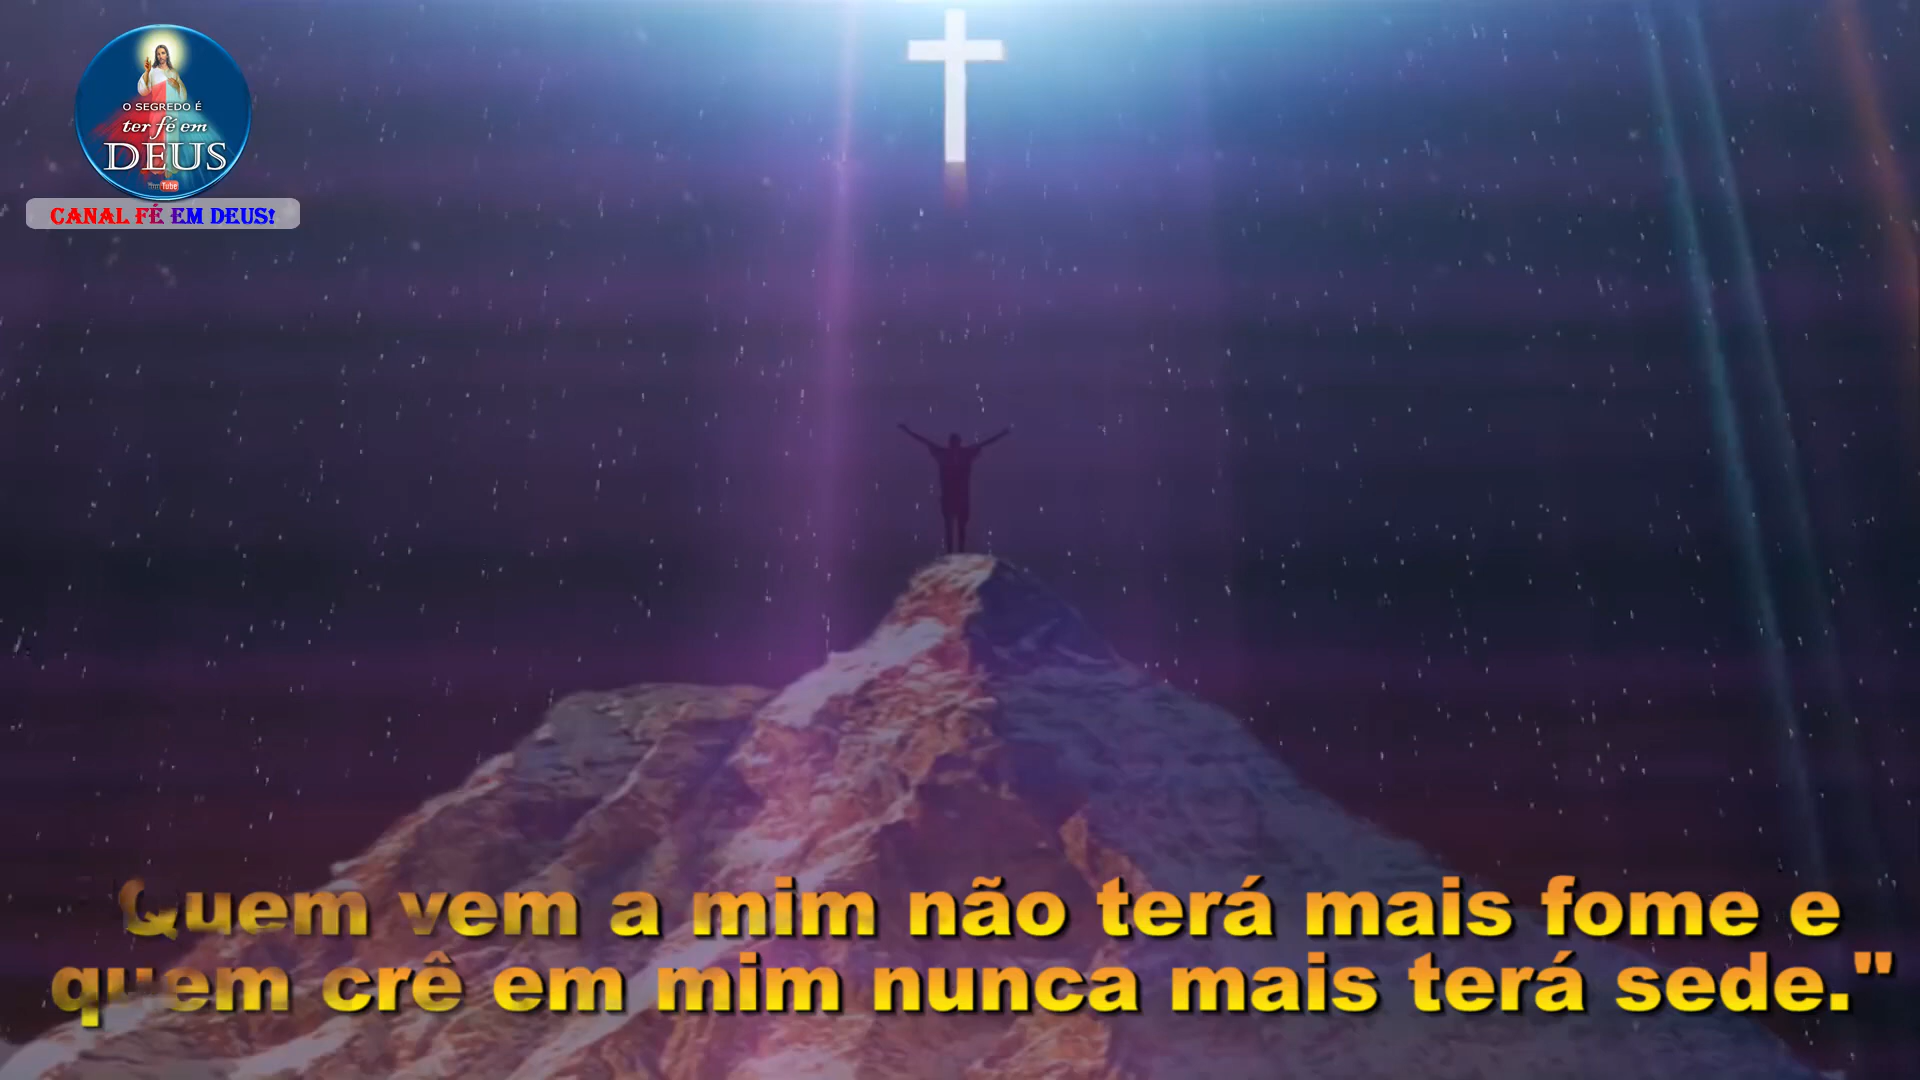 O SEGREDO É
ter fé em
DEUS
CANAL FÉ EM DEUS!
Quem vem a mim não terá mais fome e
quem crê em mim nunca mais terá sede."